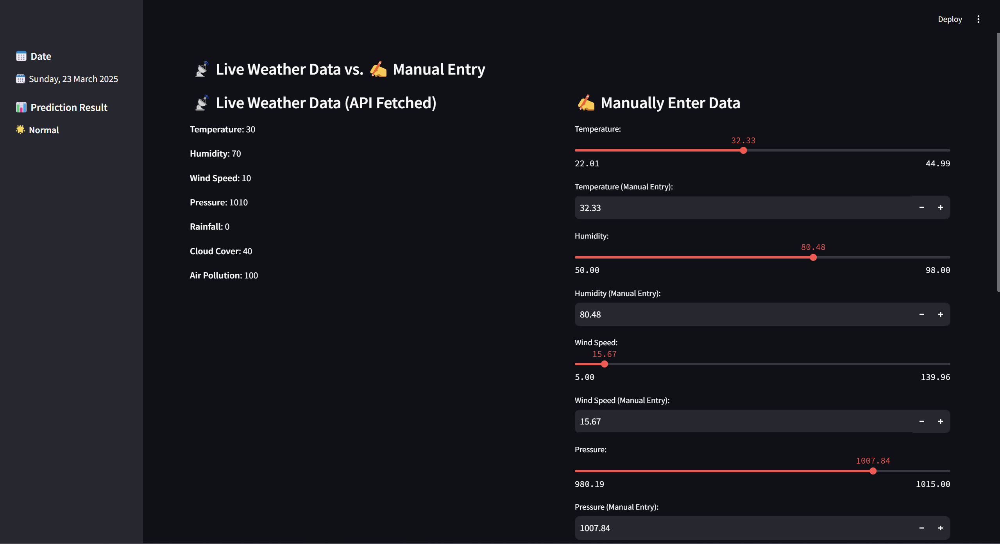 Deploy
Date
Sunday, 23 March 2025
Prediction Result
Normal
Live Weather Data vs. Manual Entry
Live Weather Data (API Fetched)
Temperature: 30
Humidity: 70
Wind Speed: 10
Pressure: 1010
Rainfall: 0
Cloud Cover: 40
Air Pollution: 100
Manually Enter Data
Temperature:
32.33
22.01 44.99
Temperature (Manual Entry):
32.33
Humidity:
80.48
50.00 98.00
Humidity (Manual Entry):
80.48
Wind Speed:
15.67
5.00 139.96
Wind Speed (Manual Entry):
15.67
Pressure:
1007.84
980.19 1015.00
Pressure (Manual Entry):
1007.84